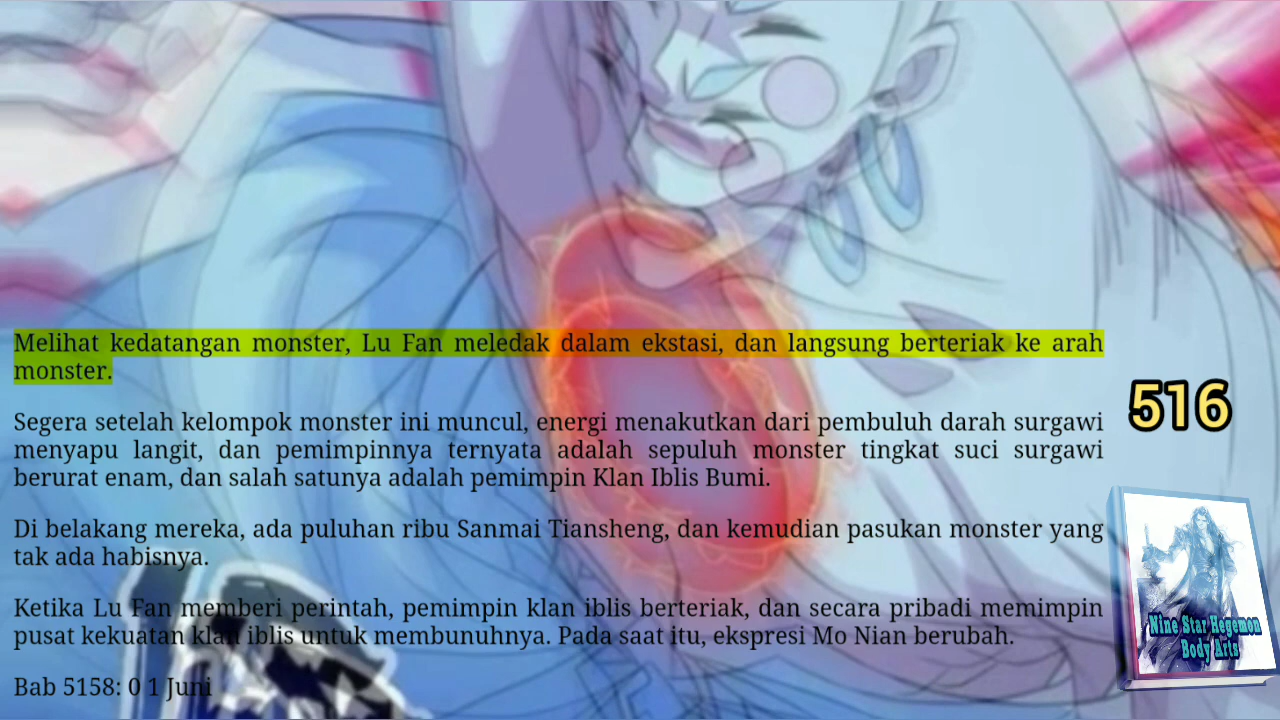 Melihat kedatangan monster, Lu Fan meledak dalam ekstasi, dan langsung berteriak ke arah
monster.
Segera setelah kelompok monster ini muncul, energi menakutkan dari pembuluh darah surgawi
menyapu langit, dan pemimpinnya ternyata adalah sepuluh monster tingkat suci surgawi
berurat enam, dan salah satunya adalah pemimpin Klan Iblis Bumi.
Di belakang mereka, ada puluhan ribu Sanmai Tiansheng, dan kemudian pasukan monster yang
tak ada habisnya.
Ketika Lu Fan memberi perintah, pemimpin klan iblis berteriak, dan secara pribadi memimpin
pusat kekuatan klan iblis untuk membunuhnya. Pada saat itu, ekspresi Mo Nian berubah.
Bab 5158: 0 1 Juni
516
Nine Star Hegemon
Body Arts